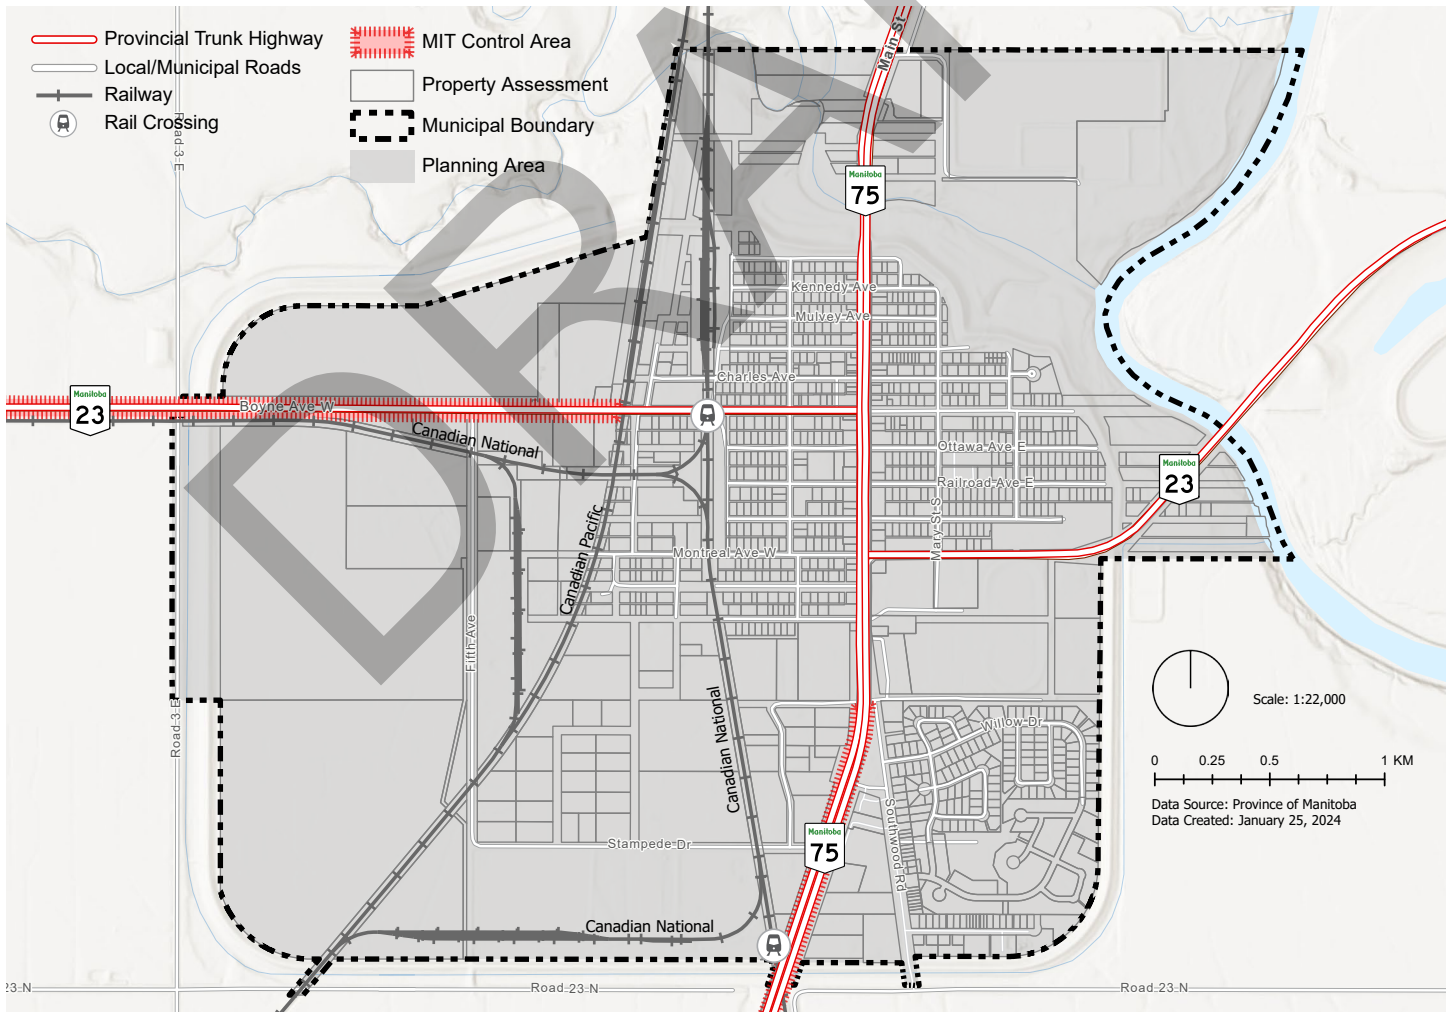 Provincial Trunk Highway
Local/Municipal Roads
Railway
Rail Crossing
MIT Control Area
Property Assessment
Municipal Boundary
Planning Area
DRAFT
Main St
Road 3 E
Manitoba
75
Kennedy Ave
Mulvey Ave
Charles Ave
Manitoba
23
Boyne Ave W
Canadian National
Ottawa Ave E
Railroad Ave E
Manitoba
23
Mary St S
Montreal Ave W
Canadian Pacific
Fifth Ave
Road 3 E
Canadian National
Willow Dr
Scale: 1:22,000
0 0.25 0.5 1 KM
Data Source: Province of Manitoba
Data Created: January 25, 2024
Manitoba
75
Stampede Dr
Southwood Rd
Canadian National
23 N
Road 23 N
Road 23 N